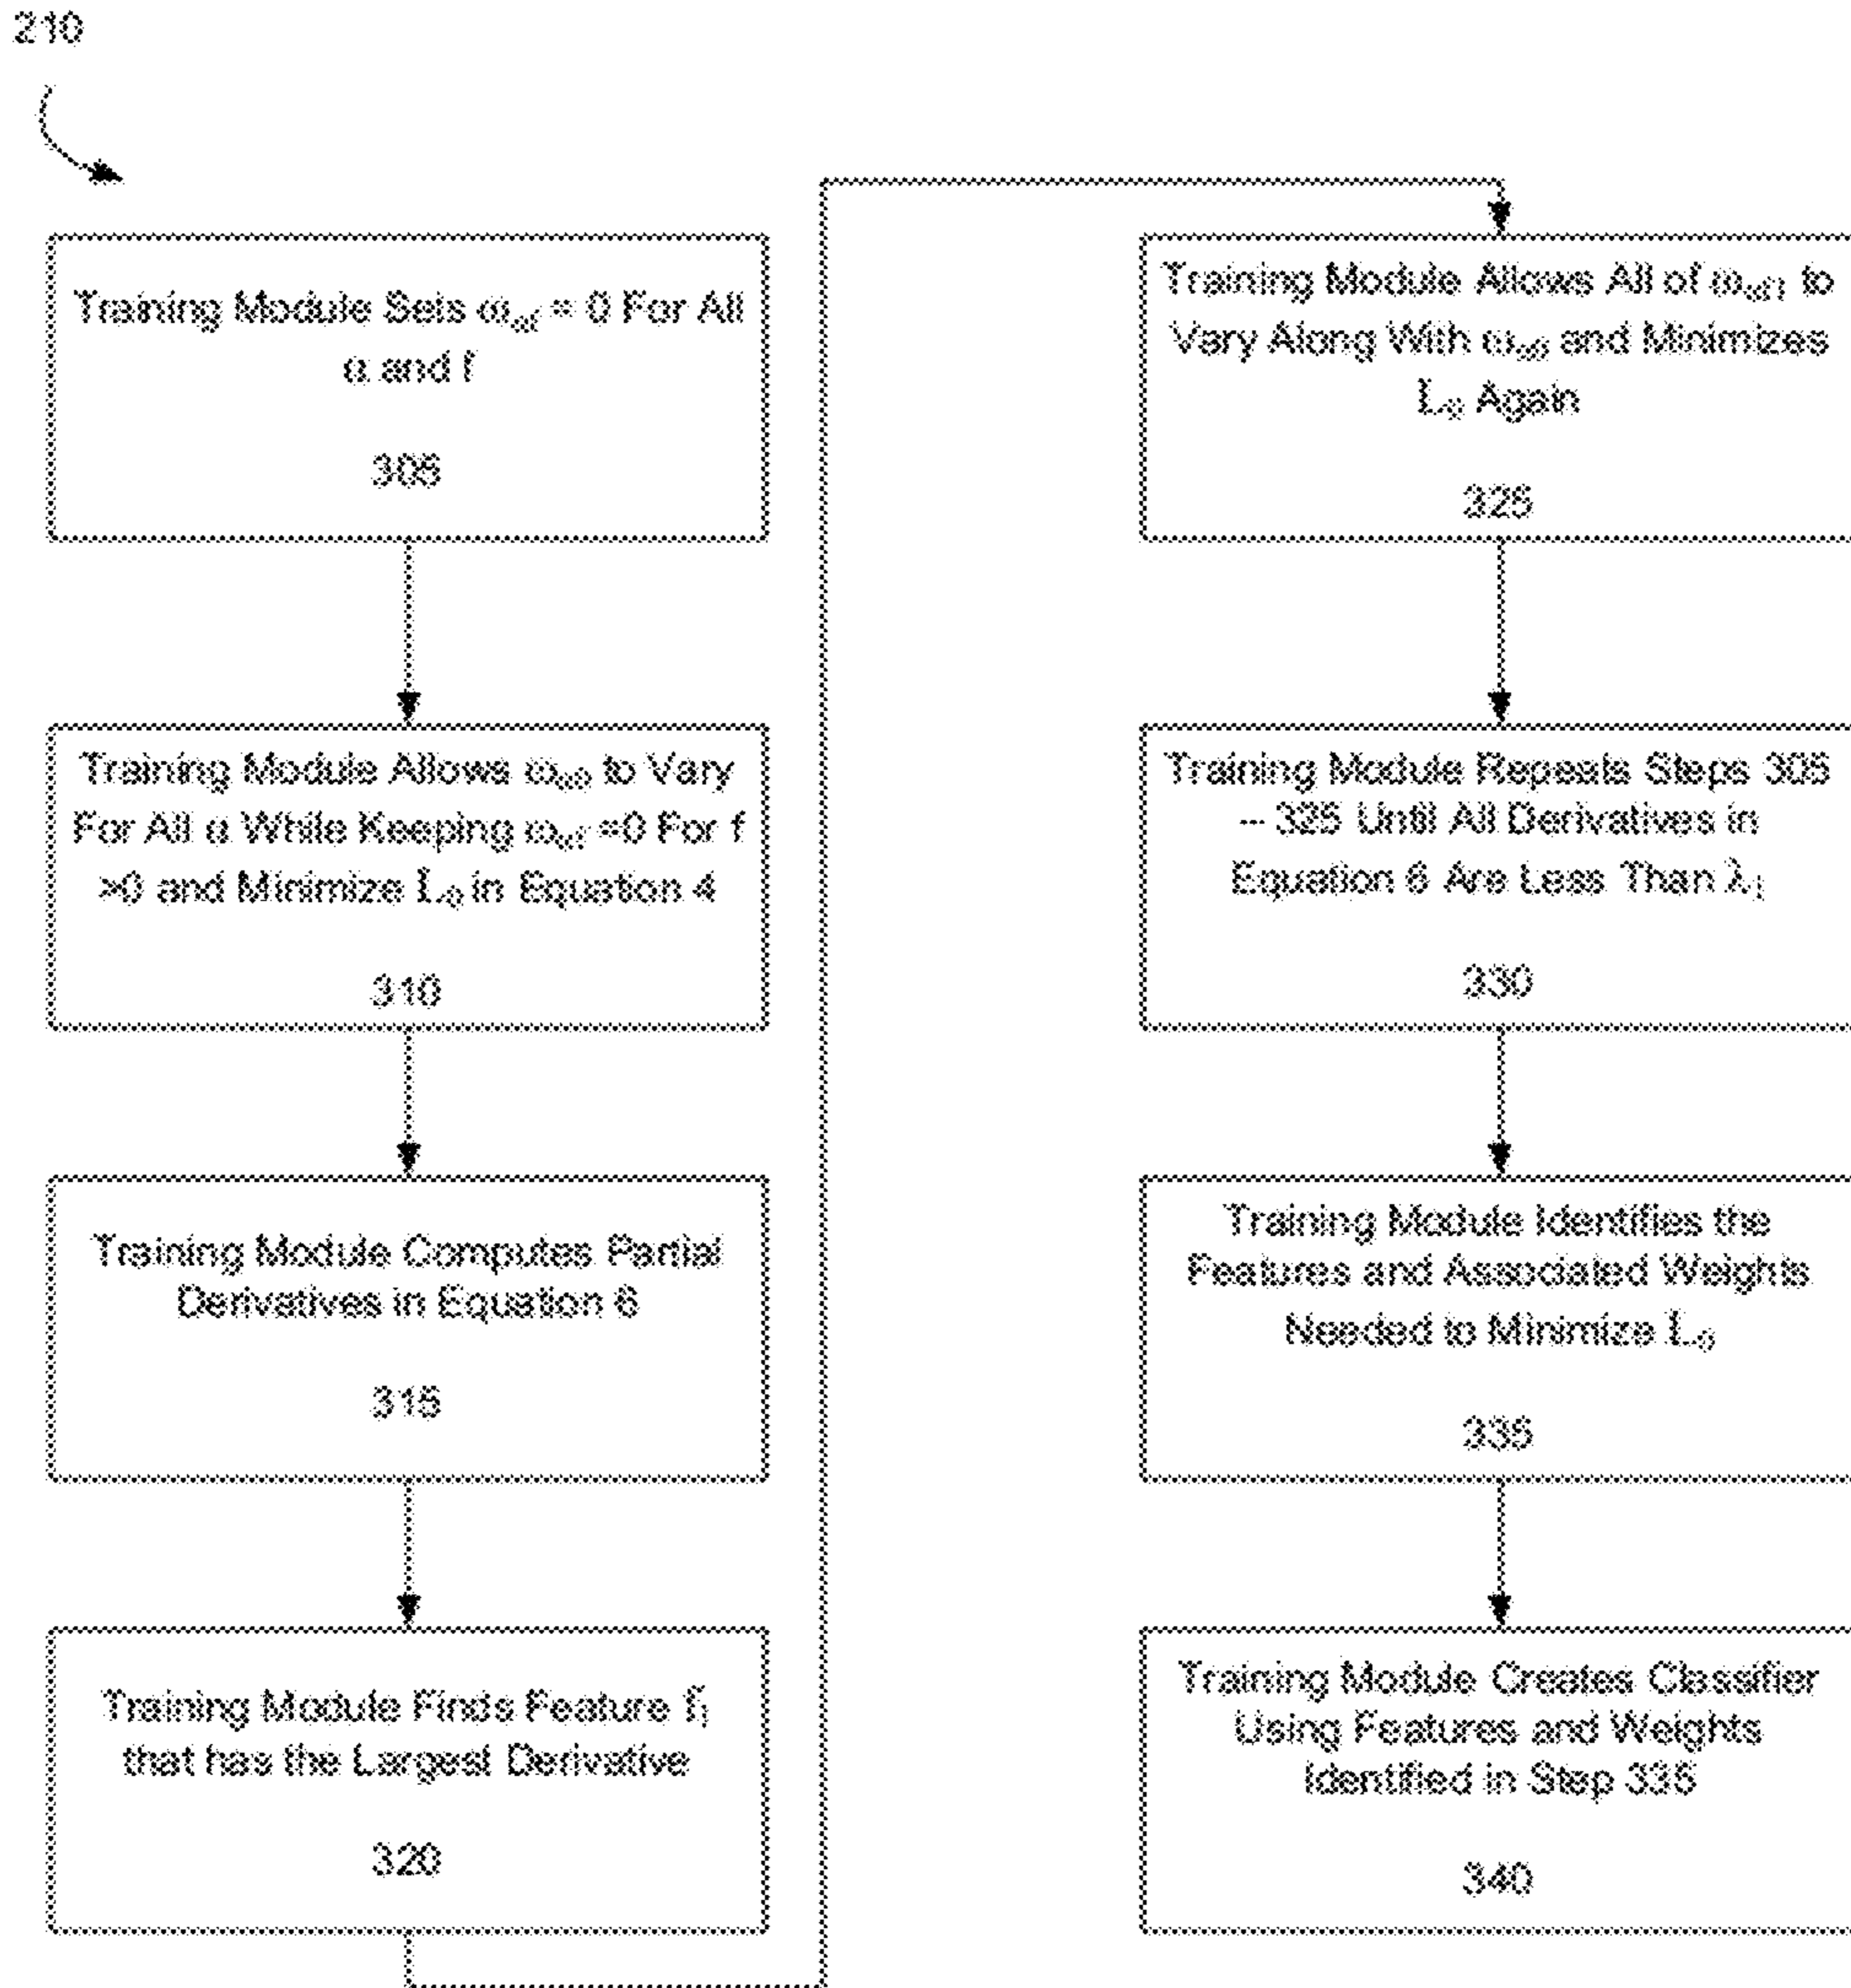 210
Training Module Sets ω_αf = 0 For All
α and f
305
Training Module Allows ω_α0 to Vary
For All α While Keeping ω_αf =0 For f
>0 and Minimize L_θ in Equation 4
310
Training Module Computes Partial
Derivatives in Equation 6
315
Training Module Finds Feature f₁
that has the Largest Derivative
320
Training Module Allows All of ω_αf1 to
Vary Along With ω_α0 and Minimizes
L_θ Again
325
Training Module Repeats Steps 305
– 325 Until All Derivatives in
Equation 6 Are Less Than λ₁
330
Training Module Identifies the
Features and Associated Weights
Needed to Minimize L_θ
335
Training Module Creates Classifier
Using Features and Weights
Identified in Step 335
340